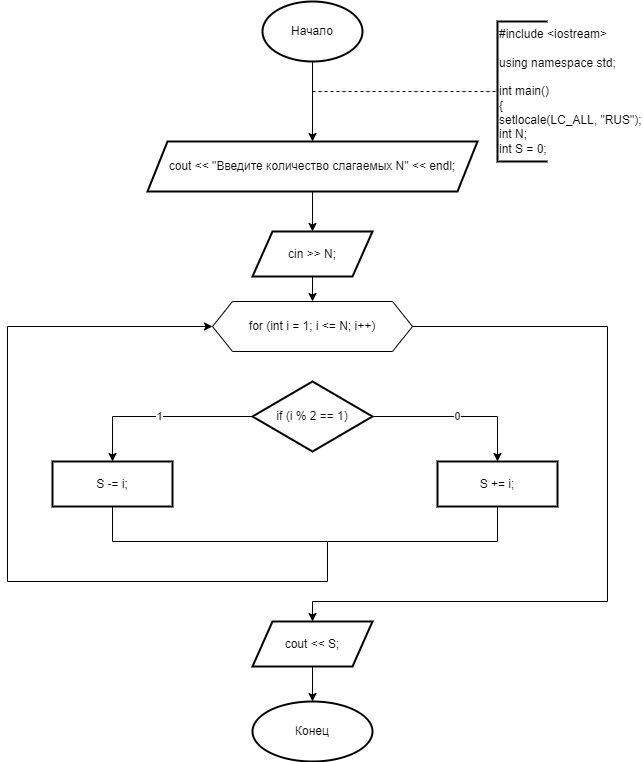 Начало
#include <iostream>
using namespace std;
int main()
{
setlocale(LC_ALL, "RUS");
int N;
int S = 0;
cout << "Введите количество слагаемых N" << endl;
cin >> N;
for (int i = 1; i <= N; i++)
if (i % 2 == 1)
1
0
S -= i;
S += i;
cout << S;
Конец